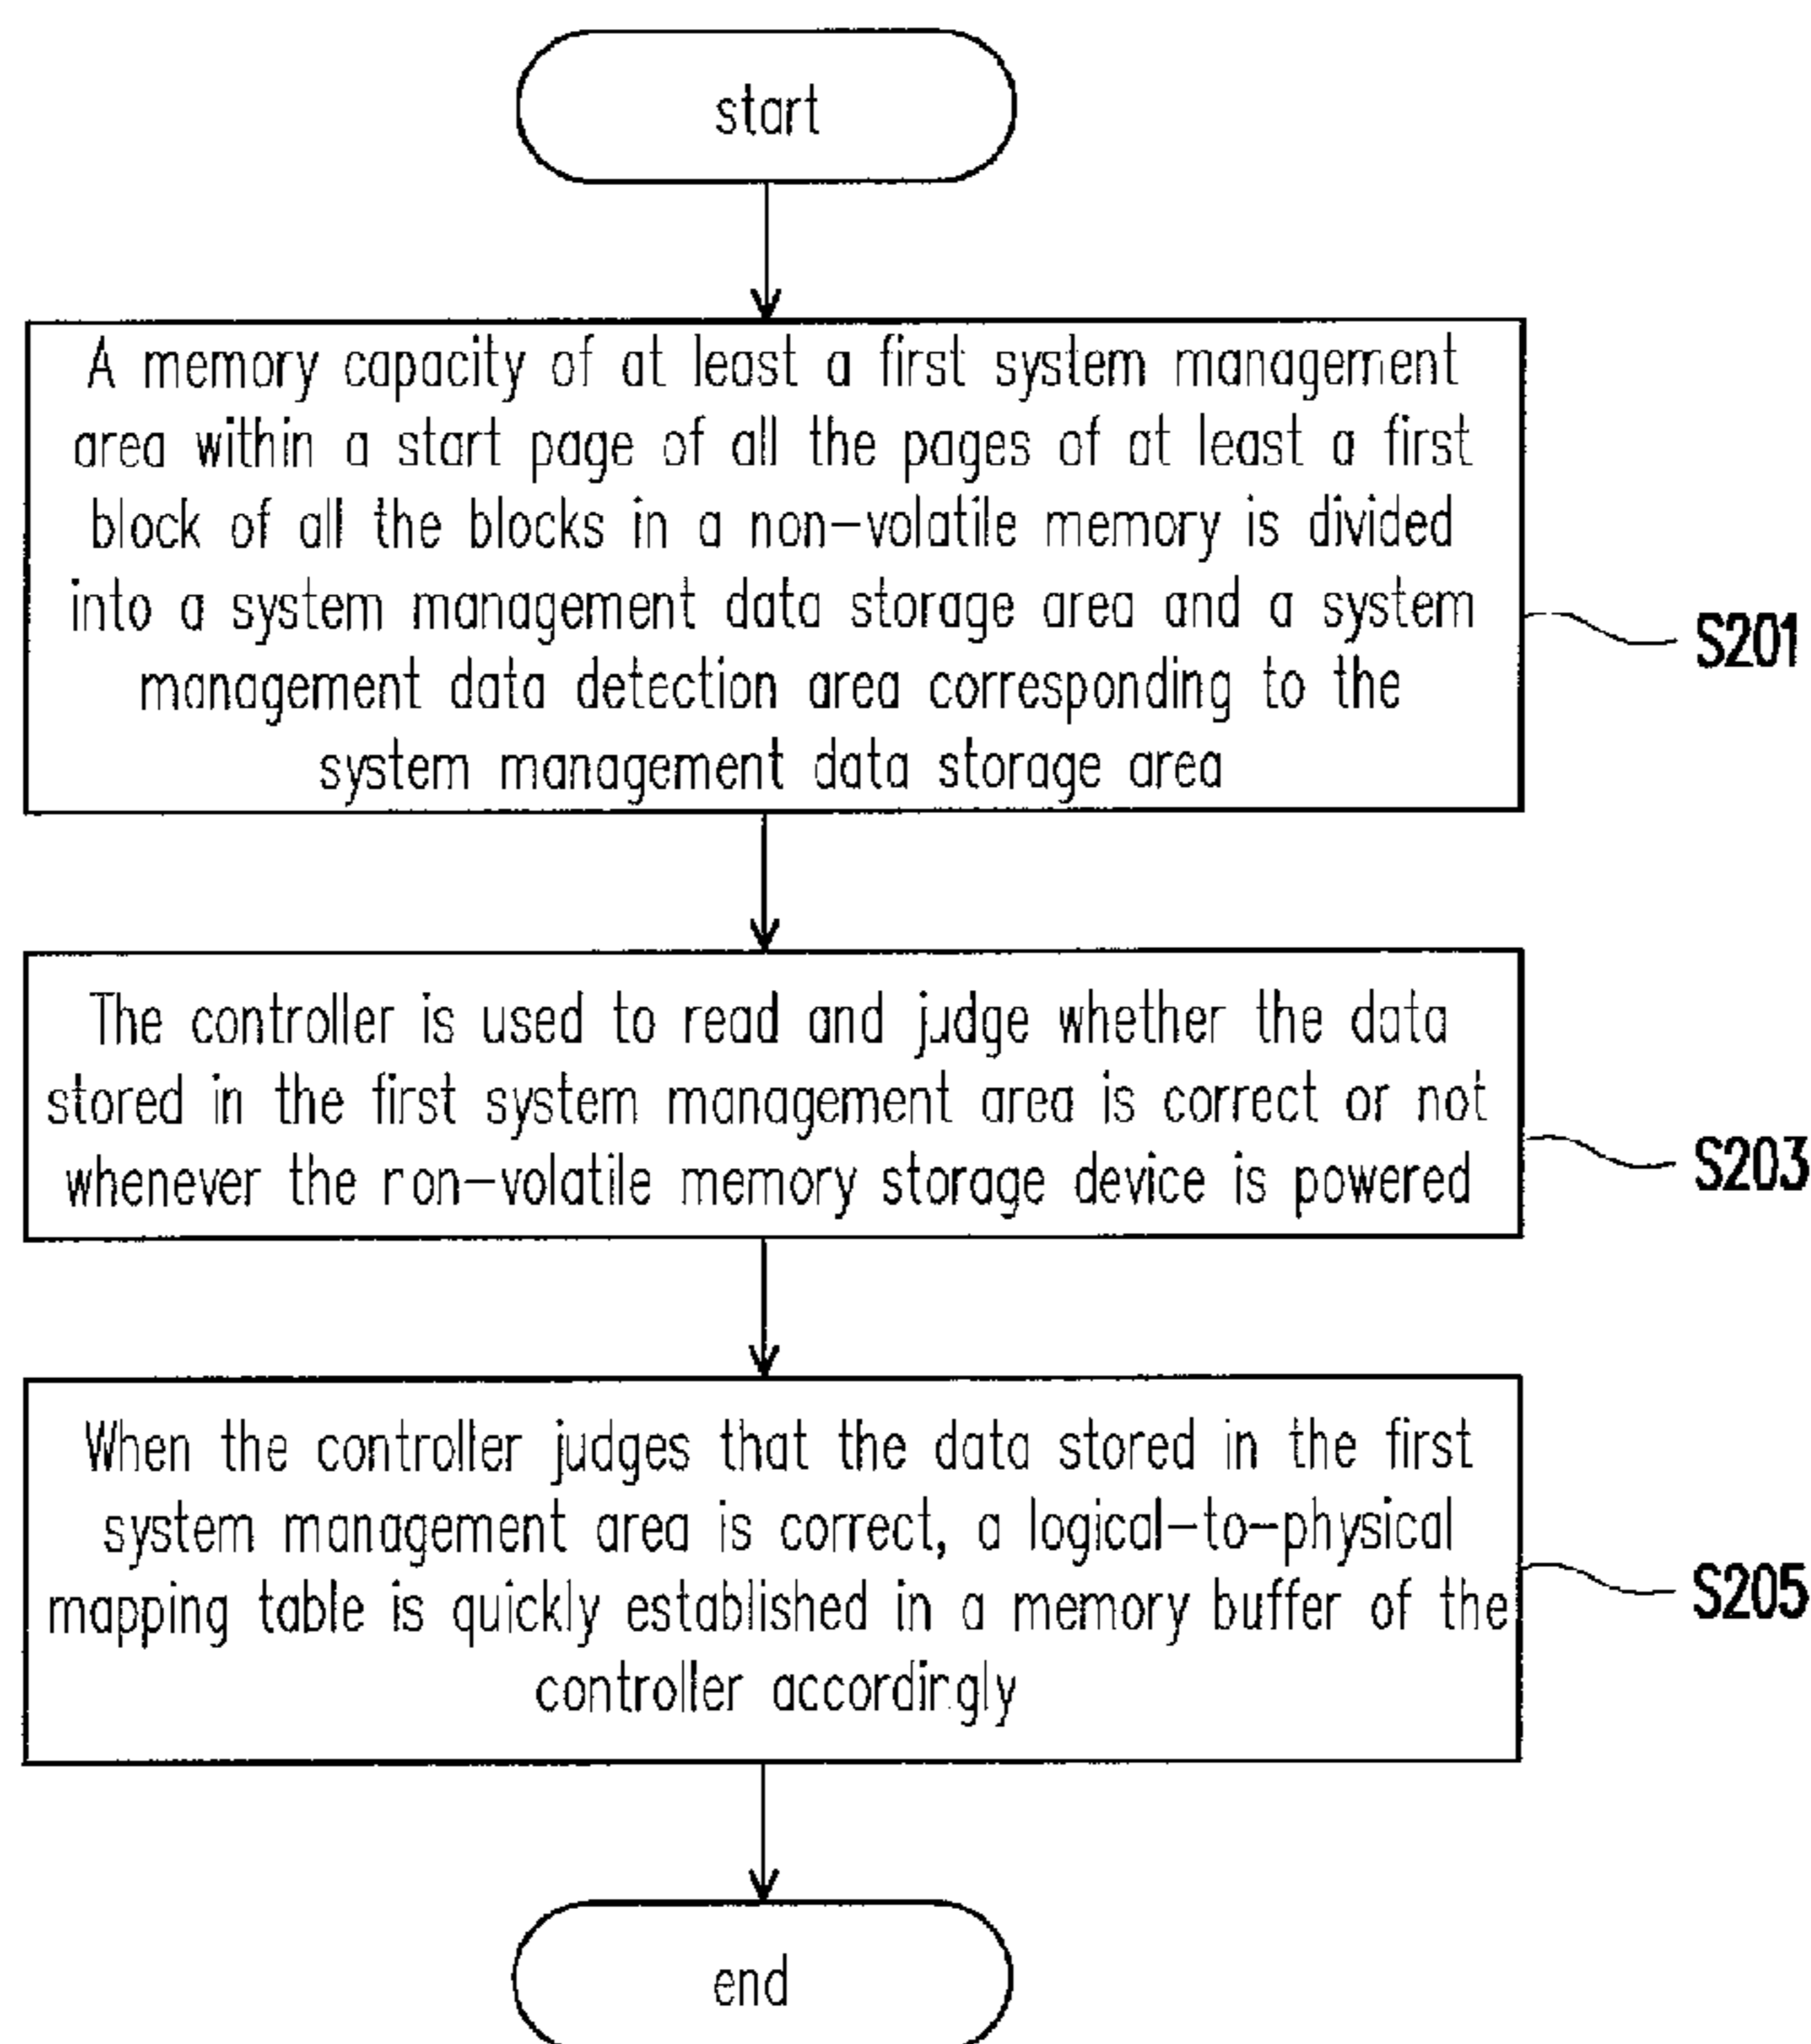 start
A memory capacity of at least a first system management
area within a start page of all the pages of at least a first
block of all the blocks in a non-volatile memory is divided
into a system management data storage area and a system
management data detection area corresponding to the
system management data storage area
S201
The controller is used to read and judge whether the data
stored in the first system management area is correct or not
whenever the non-volatile memory storage device is powered
S203
When the controller judges that the data stored in the first
system management area is correct, a logical-to-physical
mapping table is quickly established in a memory buffer of the
controller accordingly
S205
end